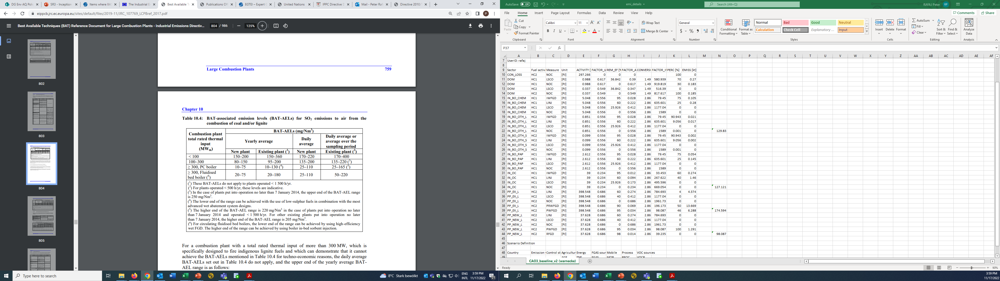 DG Env AQ Poli
SR3 - Inception
Items where IIAS
The Industrial E
Best Available T
Publications Of
EGTEI – Expert G
United Nations
IPPC Directive D
Mail - Peter Raf
Directive 2010/
eippcb.jrc.ec.europa.eu/sites/default/files/2019-11/JRC_107769_LCPBref_2017.pdf
Best Available Techniques (BAT) Reference Document for Large Combustion Plants - Industrial Emissions Directiv...
804 / 986
125%
802
803
804
805
Large Combustion Plants 759
Chapter 10
Table 10.4: BAT-associated emission levels (BAT-AELs) for SO2 emissions to air from the
combustion of coal and/or lignite
Combustion plant
total rated thermal
input
(MWth)
BAT-AELs (mg/Nm3)
Yearly average
Daily
average
Daily average or
average over the
sampling period
New plant Existing plant (1) New plant Existing plant (2)
< 100 150–200 150–360 170–220 170–400
100–300 80–150 95–200 135–200 135–220 (3)
≥ 300, PC boiler 10–75 10–130 (4) 25–110 25–165 (5)
≥ 300, Fluidised
bed boiler (6) 20–75 20–180 25–110 50–220
(1) These BAT-AELs do not apply to plants operated < 1 500 h/yr.
(2) For plants operated < 500 h/yr, these levels are indicative.
(3) In the case of plants put into operation no later than 7 January 2014, the upper end of the BAT-AEL range
is 250 mg/Nm3.
(4) The lower end of the range can be achieved with the use of low-sulphur fuels in combination with the most
advanced wet abatement system designs.
(5) The higher end of the BAT-AEL range is 220 mg/Nm3 in the case of plants put into operation no later
than 7 January 2014 and operated < 1 500 h/yr. For other existing plants put into operation no later
than 7 January 2014, the higher end of the BAT-AEL range is 205 mg/Nm3.
(6) For circulating fluidised bed boilers, the lower end of the range can be achieved by using high-efficiency
wet FGD. The higher end of the range can be achieved by using boiler in-bed sorbent injection.
For a combustion plant with a total rated thermal input of more than 300 MW, which is
specifically designed to fire indigenous lignite fuels and which can demonstrate that it cannot
achieve the BAT-AELs mentioned in Table 10.4 for techno-economic reasons, the daily average
BAT-AELs set out in Table 10.4 do not apply, and the upper end of the yearly average BAT-
AEL range is as follows:
Type here to search
8°C Stark bewölkt
ENG
INTL
3:59 PM
11/17/2022
21
AutoSave Off
emi_details
Search (Alt+Q)
RAFAJ Peter RP
File Home Insert Page Layout Formulas Data Review View Help
Comments Share
Paste
Cut
Copy
Format Painter
Clipboard
Calibri 11
B I U
Font
Wrap Text
Merge & Center
Alignment
General
Number
Conditional
Formatting
Format as
Table
Normal Bad Good Neutral
Calculation Check Cell Explanatory ... Input
Styles
Insert Delete Format
Cells
AutoSum
Fill
Clear
Sort &
Filter
Find &
Select
Editing
Analyze
Data
Analysis
P37
fx
A B C D E F G H I J K L M N O P Q R S T U V W X Y Z AA AB AC AD AE AF
7 UserID: rafaj
8
9 Sector Fuel activ Measure Unit ACTIVITY [ FACTOR_U REM_EF [% FACTOR_A CONVERSI FACTOR_II PERC [%] EMISS [kt]
10 CON_LOSS HC2 NOC [PJ] 297.266 0 0 0 100 0
11 DOM HC1 LSCO [PJ] 0.988 0.617 36.842 0.39 1.49 580.939 70 0.27
12 DOM HC1 NOC [PJ] 0.988 0.617 0 0.617 1.49 919.819 30 0.183
13 DOM HC2 LSCO [PJ] 0.337 0.549 36.842 0.347 1.49 516.39 0 0
14 DOM HC2 NOC [PJ] 0.337 0.549 0 0.549 1.49 817.617 100 0.185
15 IN_BO_CHEM HC1 IWFGD [PJ] 5.048 0.556 95 0.028 2.86 79.45 75 0.105
16 IN_BO_CHEM HC1 LINJ [PJ] 5.048 0.556 60 0.222 2.86 635.601 25 0.28
17 IN_BO_CHEM HC1 LSCO [PJ] 5.048 0.556 25.926 0.412 2.86 1177.04 0 0
18 IN_BO_CHEM HC1 NOC [PJ] 5.048 0.556 0 0.556 2.86 1589 0 0
19 IN_BO_OTH_L HC2 IWFGD [PJ] 0.851 0.556 95 0.028 2.86 79.45 90.943 0.021
20 IN_BO_OTH_L HC2 LINJ [PJ] 0.851 0.556 60 0.222 2.86 635.601 9.056 0.017
21 IN_BO_OTH_L HC2 LSCO [PJ] 0.851 0.556 25.926 0.412 2.86 1177.04 0 0
22 IN_BO_OTH_L HC2 NOC [PJ] 0.851 0.556 0 0.556 2.86 1589 0.001 0 129.83
23 IN_BO_OTH_S HC2 IWFGD [PJ] 0.099 0.556 95 0.028 2.86 79.45 90.943 0.002
24 IN_BO_OTH_S HC2 LINJ [PJ] 0.099 0.556 60 0.222 2.86 635.601 9.056 0.002
25 IN_BO_OTH_S HC2 LSCO [PJ] 0.099 0.556 25.926 0.412 2.86 1177.04 0 0
26 IN_BO_OTH_S HC2 NOC [PJ] 0.099 0.556 0 0.556 2.86 1589 0.001 0
27 IN_BO_PAP HC1 IWFGD [PJ] 2.612 0.556 95 0.028 2.86 79.45 75 0.054
28 IN_BO_PAP HC1 LINJ [PJ] 2.612 0.556 60 0.222 2.86 635.601 25 0.145
29 IN_BO_PAP HC1 LSCO [PJ] 2.612 0.556 25.926 0.412 2.86 1177.04 0 0
30 IN_BO_PAP HC1 NOC [PJ] 2.612 0.556 0 0.556 2.86 1589 0 0
31 IN_OC HC1 IWFGD [PJ] 39 0.234 95 0.012 2.86 33.453 60 0.274
32 IN_OC HC1 LINJ [PJ] 39 0.234 60 0.094 2.86 267.622 40 1.46
33 IN_OC HC1 LSCO [PJ] 39 0.234 25.926 0.173 2.86 495.596 0 0
34 IN_OC HC1 NOC [PJ] 39 0.234 0 0.234 2.86 669.054 0 0 127.121
35 PP_EX_L HC2 LINJ [PJ] 398.548 0.686 60 0.274 2.86 784.693 4 4.374
36 PP_EX_L HC2 LSCO [PJ] 398.548 0.686 40 0.412 2.86 1177.04 0 0
37 PP_EX_L HC2 NOC [PJ] 398.548 0.686 0 0.686 2.86 1961.73 0 0
38 PP_EX_L HC2 PRWFGD [PJ] 398.548 0.686 90 0.069 2.86 196.173 50 13.669
39 PP_EX_L HC2 PWFGD [PJ] 398.548 0.686 95 0.034 2.86 98.087 46 6.288 174.594
40 PP_NEW_L HC2 LINJ [PJ] 37.628 0.686 60 0.274 2.86 784.693 0 0
41 PP_NEW_L HC2 LSCO [PJ] 37.628 0.686 40 0.412 2.86 1177.04 0 0
42 PP_NEW_L HC2 NOC [PJ] 37.628 0.686 0 0.686 2.86 1961.73 0 0
43 PP_NEW_L HC2 PWFGD [PJ] 37.628 0.686 95 0.034 2.86 98.087 100 1.291
44 PP_NEW_L HC2 RFGD [PJ] 37.628 0.686 98 0.014 2.86 39.235 0 0 98.087
45
46 Scenario Definition
47
48 Country Emission Control st Agricultur Energy FGAS sour Mobile Process VOC sources
CAO3_baseline_v2 (warnecke)
Ready
90%
3:59 PM
11/17/2022